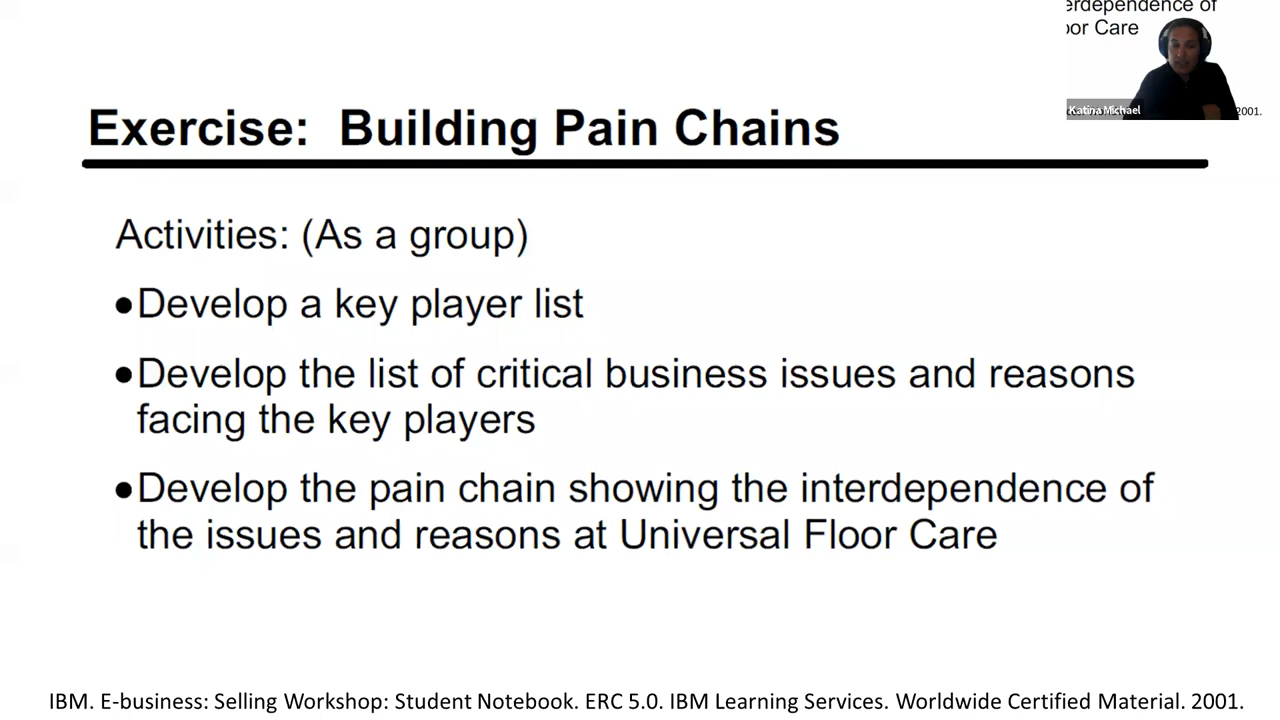 erdependence of
oor Care
Katina Michael
2001.
Exercise: Building Pain Chains
Activities: (As a group)
●Develop a key player list
●Develop the list of critical business issues and reasons
facing the key players
●Develop the pain chain showing the interdependence of
the issues and reasons at Universal Floor Care
IBM. E-business: Selling Workshop: Student Notebook. ERC 5.0. IBM Learning Services. Worldwide Certified Material. 2001.